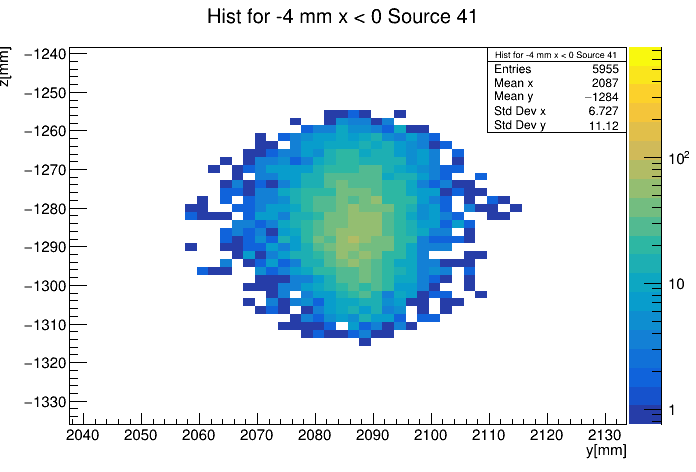 Hist for -4 mm x < 0 Source 41
z[mm]
−1240
−1250
−1260
−1270
−1280
−1290
−1300
−1310
−1320
−1330
Hist for -4 mm x < 0 Source 41
Entries 5955
Mean x 2087
Mean y −1284
Std Dev x 6.727
Std Dev y 11.12
10²
10
1
2040 2050 2060 2070 2080 2090 2100 2110 2120 2130
y[mm]